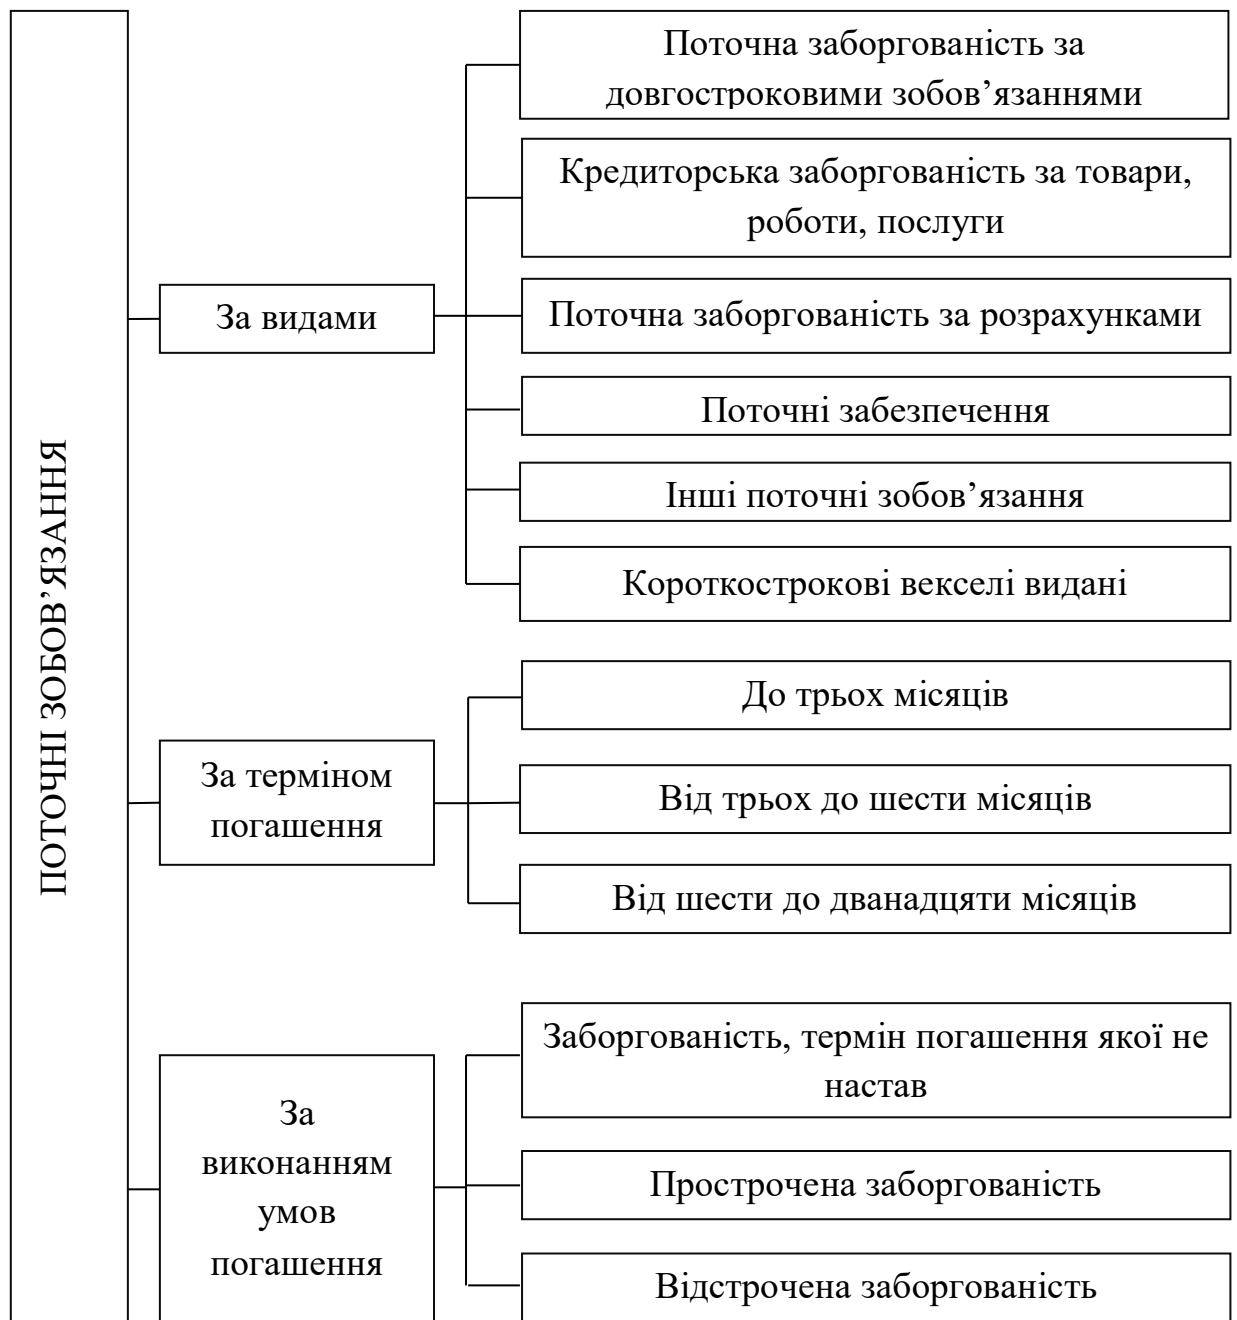 ПОТОЧНІ ЗОБОВ’ЯЗАННЯ
За видами
Поточна заборгованість за
довгостроковими зобов’язаннями
Кредиторська заборгованість за товари,
роботи, послуги
Поточна заборгованість за розрахунками
Поточні забезпечення
Інші поточні зобов’язання
Короткострокові векселі видані
За терміном
погашення
До трьох місяців
Від трьох до шести місяців
Від шести до дванадцяти місяців
За
виконанням
умов
погашення
Заборгованість, термін погашення якої не
настав
Прострочена заборгованість
Відстрочена заборгованість